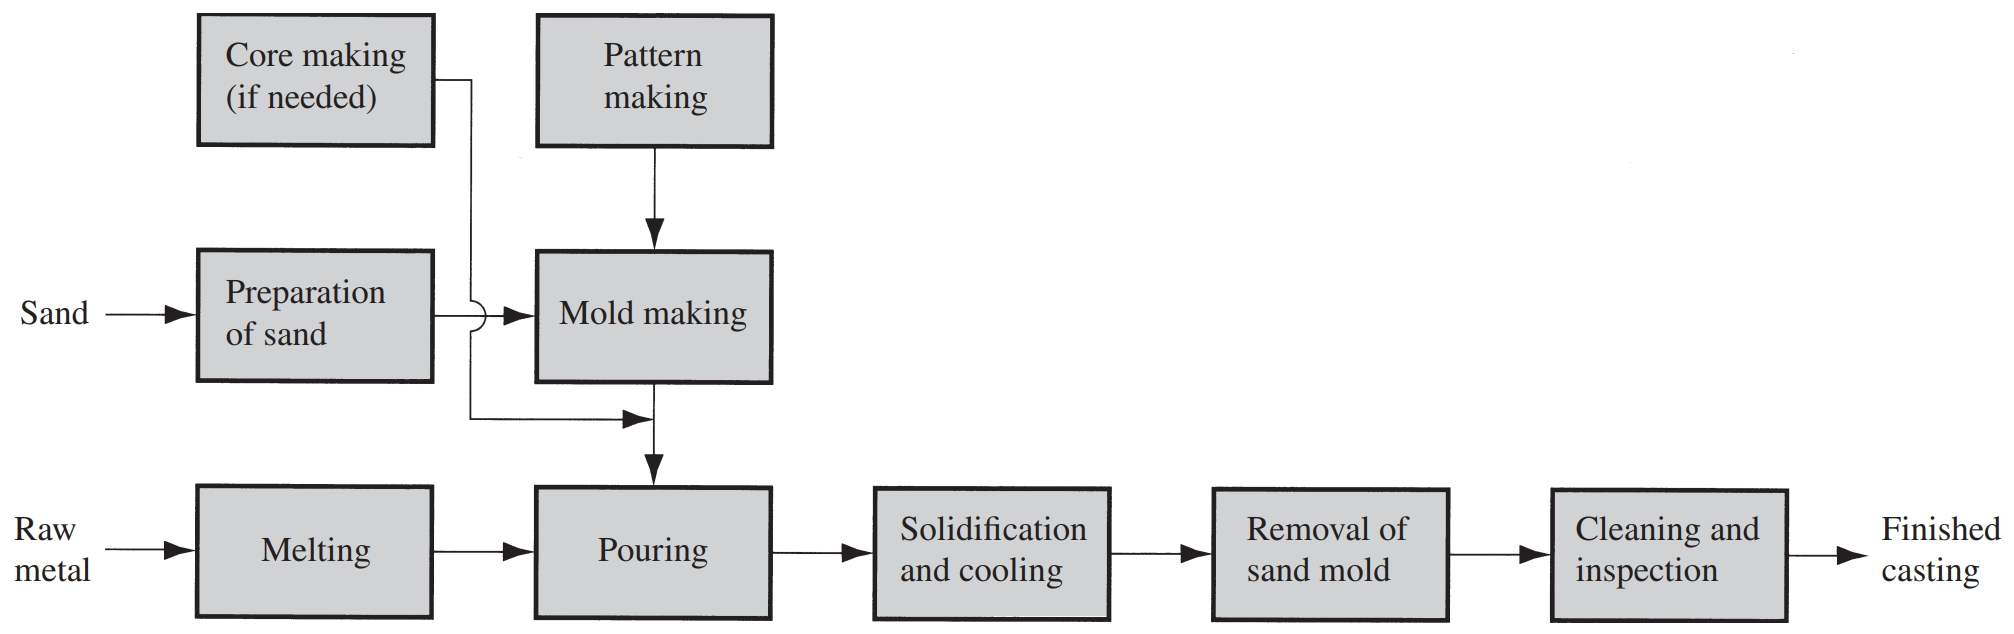 Core making
(if needed)
Pattern
making
Sand
Preparation
of sand
Mold making
Raw
metal
Melting
Pouring
Solidification
and cooling
Removal of
sand mold
Cleaning and
inspection
Finished
casting